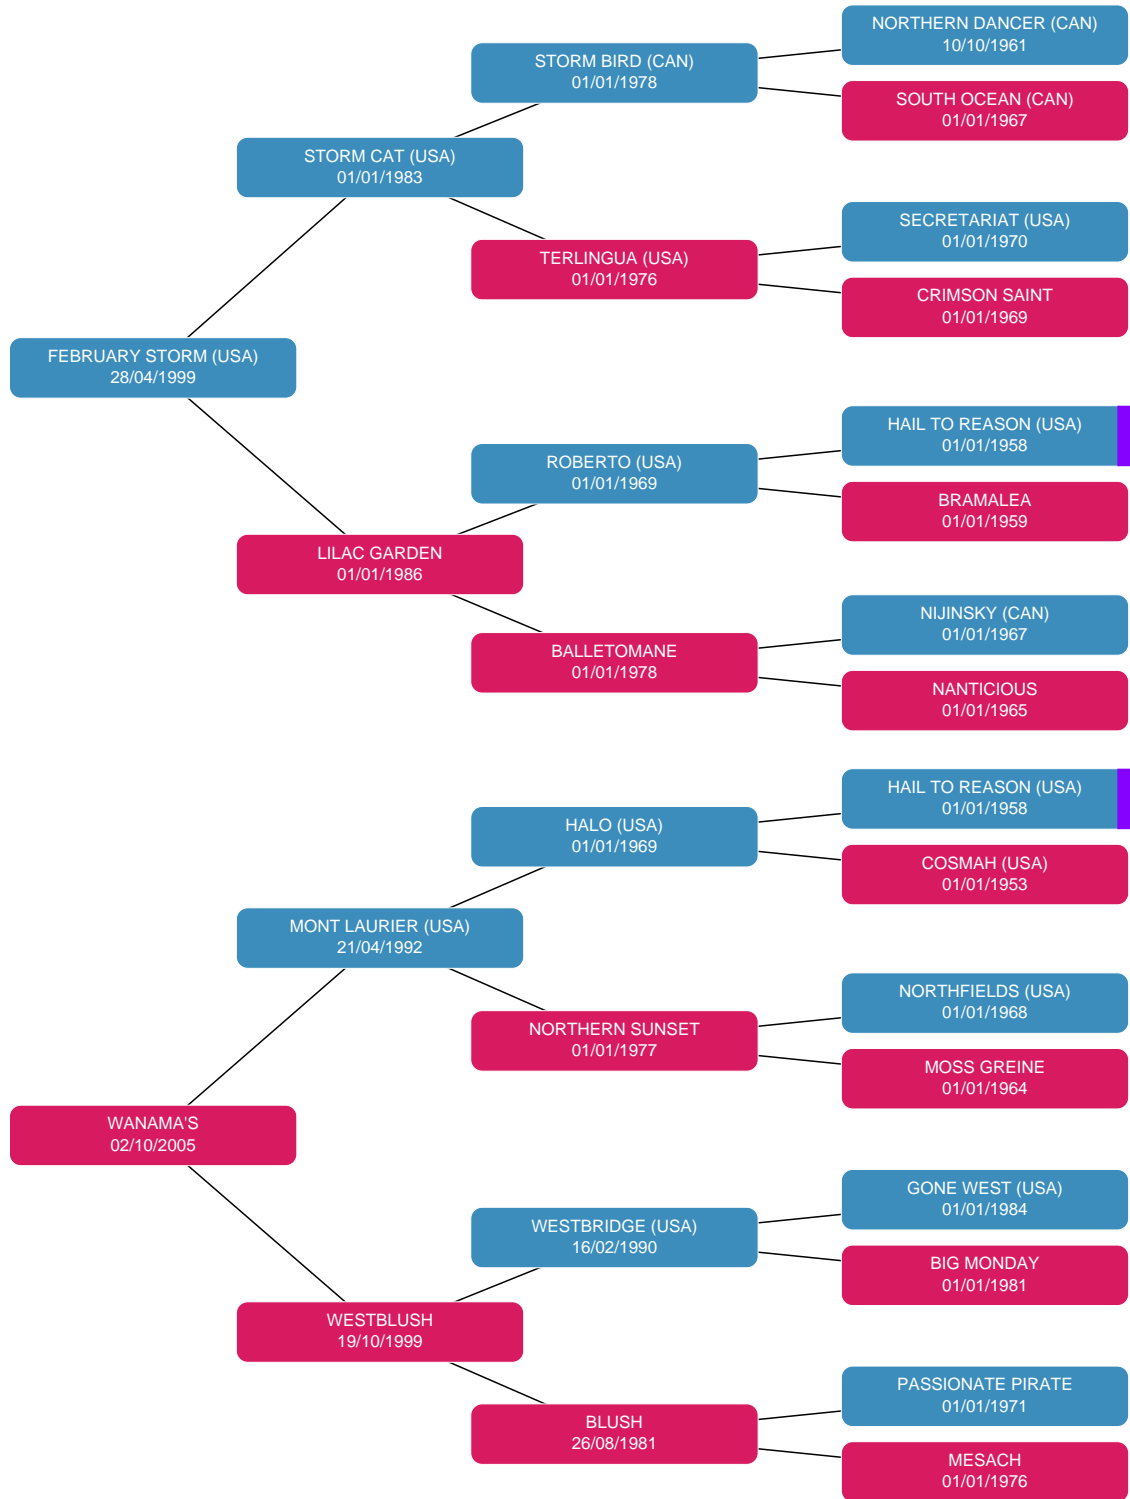 NORTHERN DANCER (CAN)
10/10/1961
STORM BIRD (CAN)
01/01/1978
SOUTH OCEAN (CAN)
01/01/1967
STORM CAT (USA)
01/01/1983
SECRETARIAT (USA)
01/01/1970
TERLINGUA (USA)
01/01/1976
CRIMSON SAINT
01/01/1969
FEBRUARY STORM (USA)
28/04/1999
HAIL TO REASON (USA)
01/01/1958
ROBERTO (USA)
01/01/1969
BRAMALEA
01/01/1959
LILAC GARDEN
01/01/1986
NIJINSKY (CAN)
01/01/1967
BALLETOMANE
01/01/1978
NANTICIOUS
01/01/1965
HAIL TO REASON (USA)
01/01/1958
HALO (USA)
01/01/1969
COSMAH (USA)
01/01/1953
MONT LAURIER (USA)
21/04/1992
NORTHFIELDS (USA)
01/01/1968
NORTHERN SUNSET
01/01/1977
MOSS GREINE
01/01/1964
WANAMA'S
02/10/2005
GONE WEST (USA)
01/01/1984
WESTBRIDGE (USA)
16/02/1990
BIG MONDAY
01/01/1981
WESTBLUSH
19/10/1999
PASSIONATE PIRATE
01/01/1971
BLUSH
26/08/1981
MESACH
01/01/1976